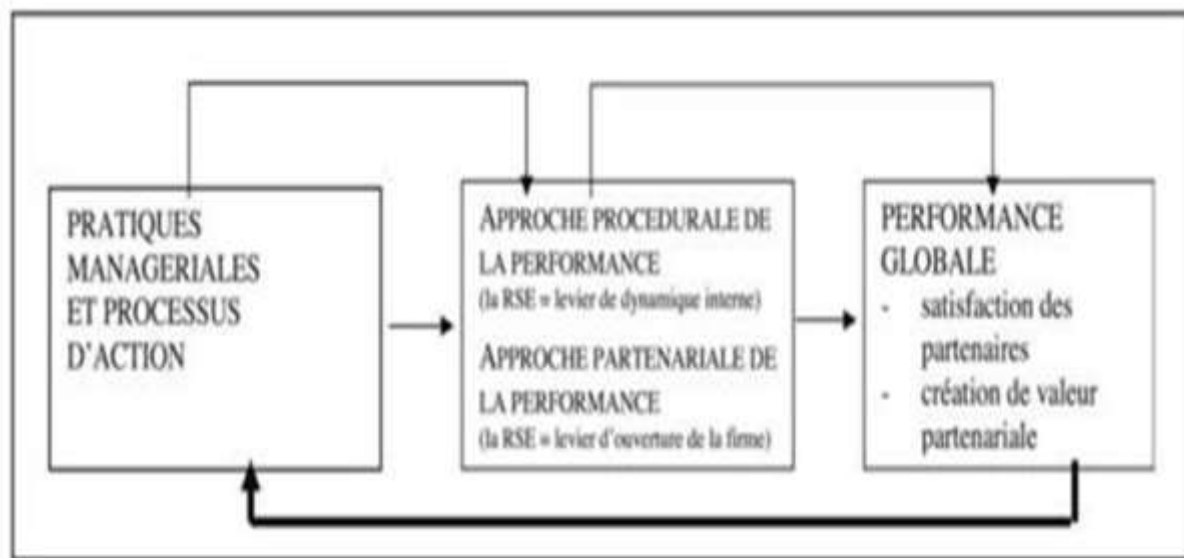 PRATIQUES
MANAGERIALES
ET PROCESSUS
D'ACTION
APPROCHE PROCEDURALE DE
LA PERFORMANCE
(la RSE = levier de dynamique interne)
APPROCHE PARTENARIALE DE
LA PERFORMANCE
(la RSE = levier d'ouverture de la firme)
PERFORMANCE
GLOBALE
- satisfaction des
partenaires
- création de valeur
partenariale